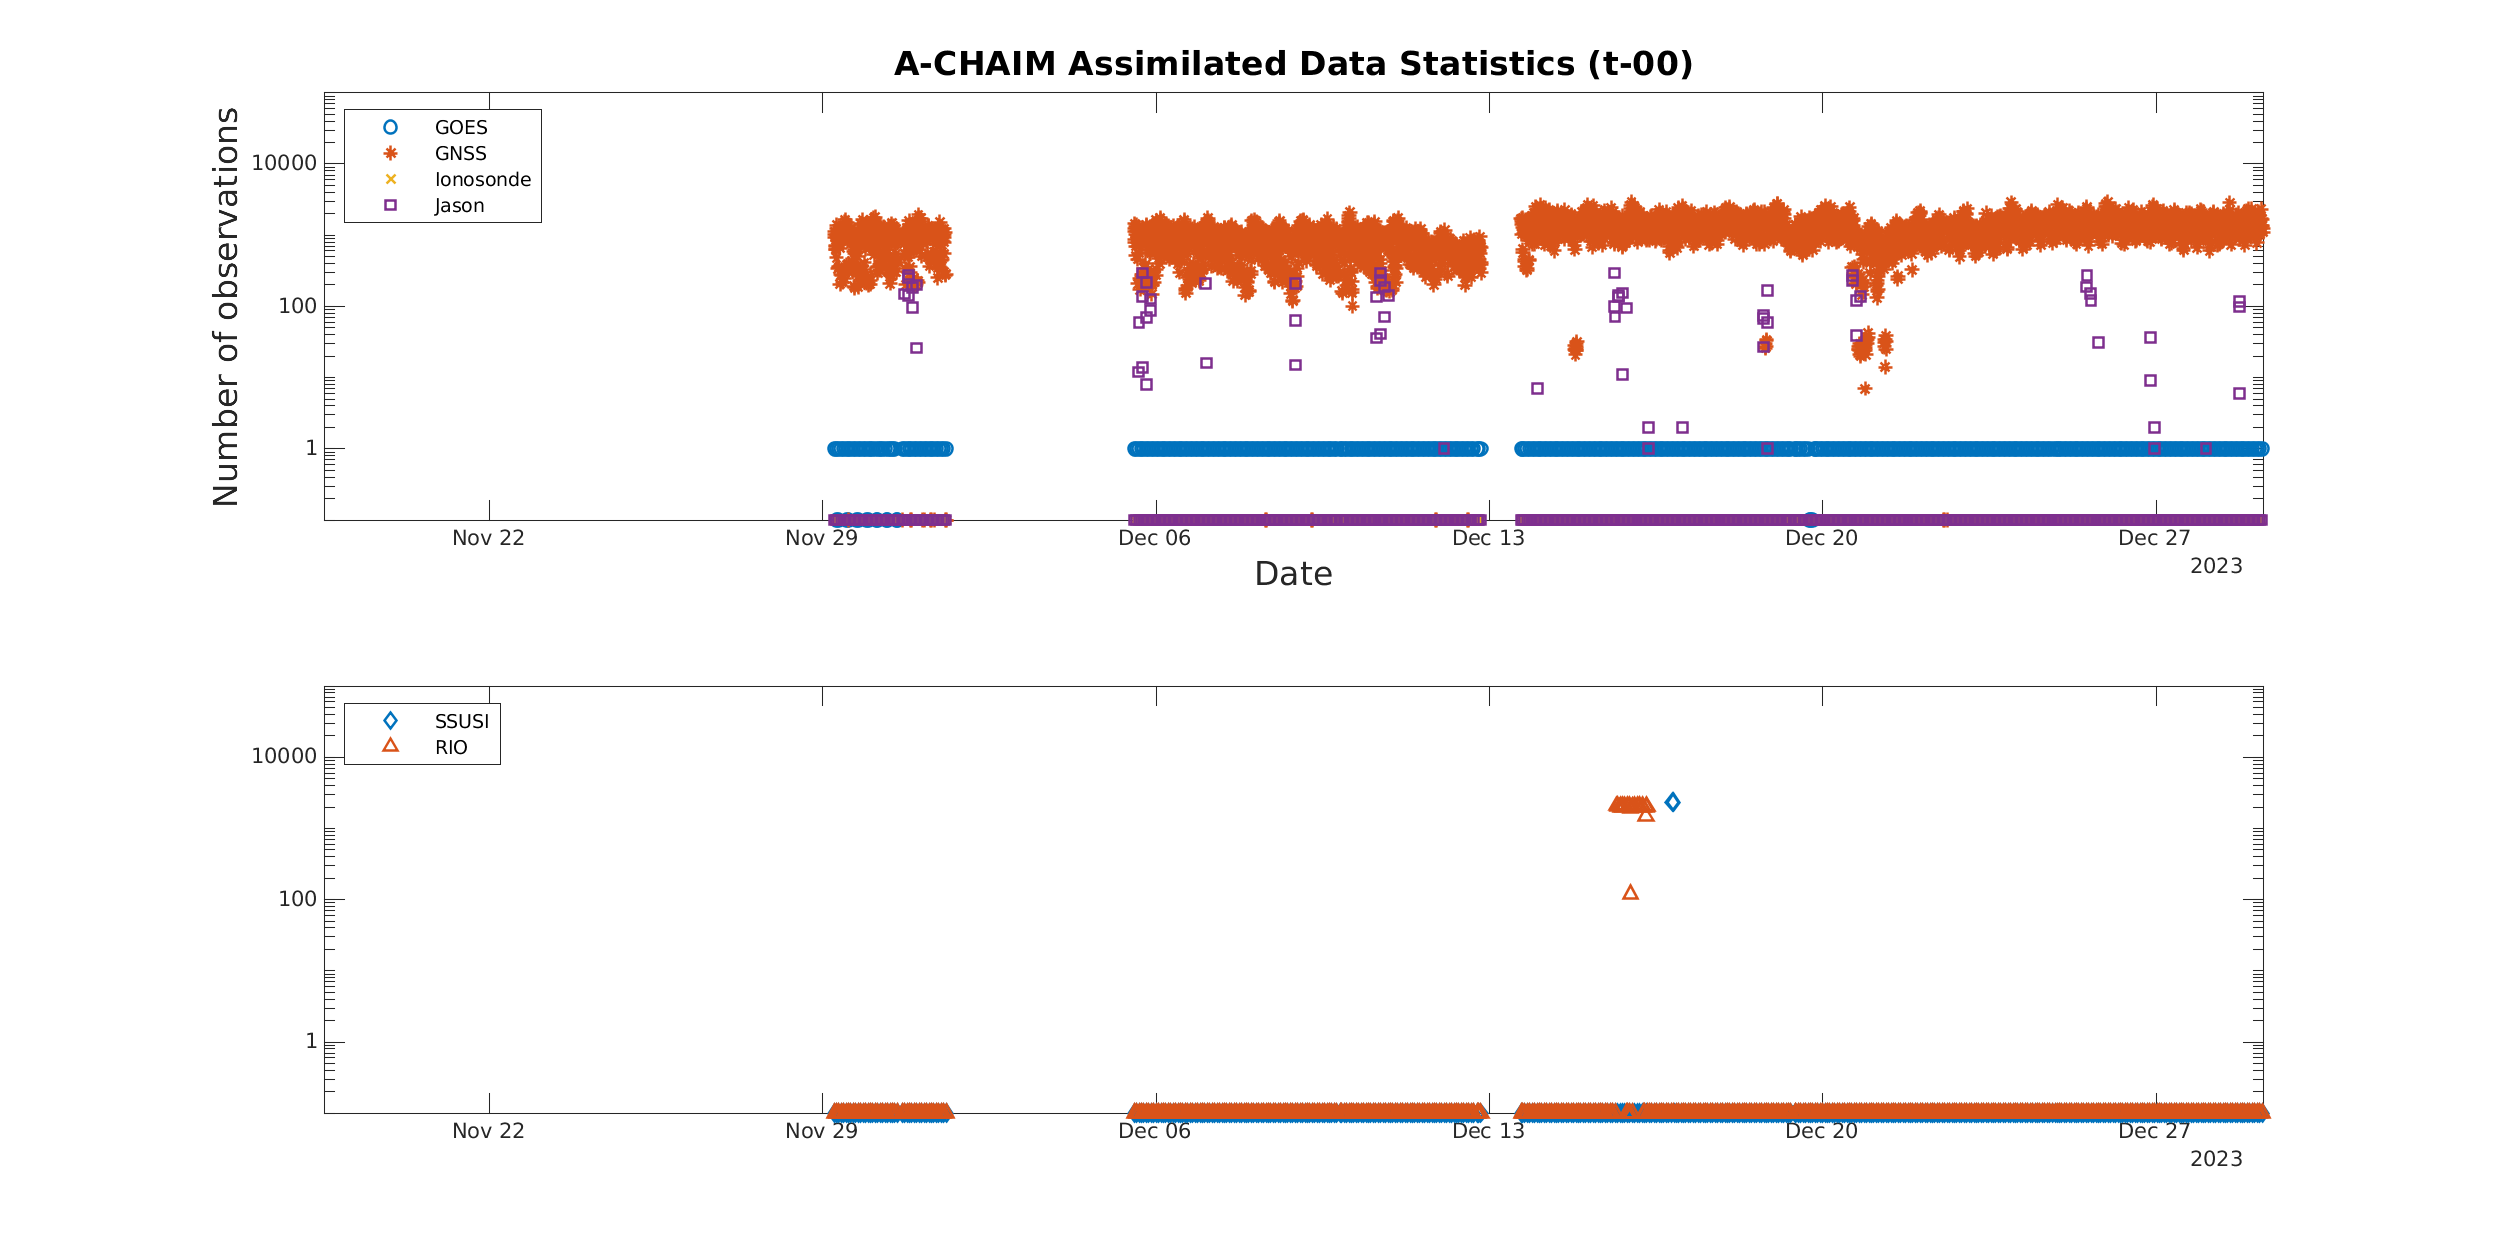 A-CHAIM Assimilated Data Statistics (t-00)
GOES
GNSS
Ionosonde
Jason
Number of observations
10000
100
1
Nov 22 Nov 29 Dec 06 Dec 13 Dec 20 Dec 27
2023
Date
SSUSI
RIO
10000
100
1
Nov 22 Nov 29 Dec 06 Dec 13 Dec 20 Dec 27
2023